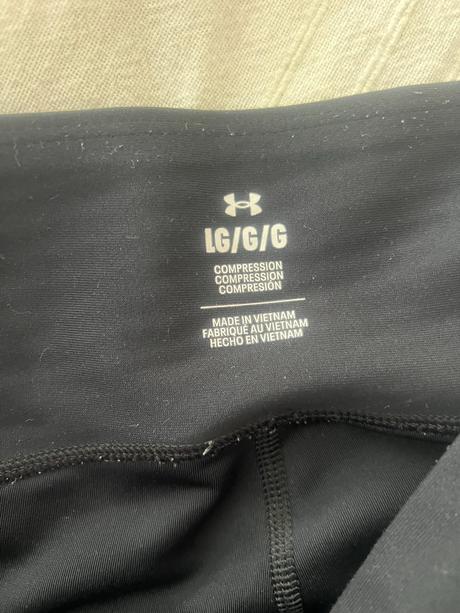 LG/G/G
COMPRESSION
COMPRESSION
COMPRESIÓN
MADE IN VIETNAM
FABRIQUÉ AU VIETNAM
HECHO EN VIETNAM